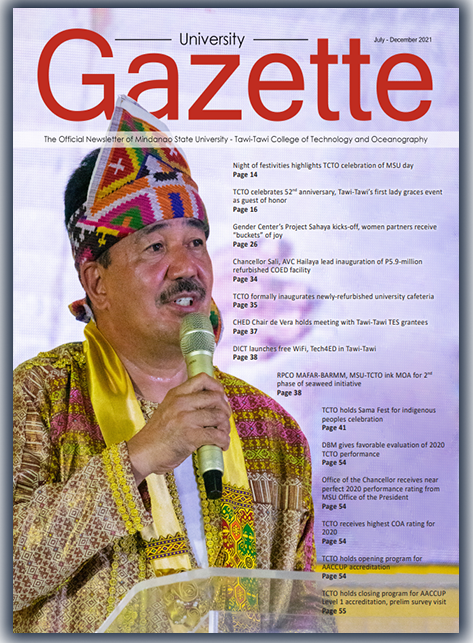 University
July - December 2021
Gazette
The Official Newsletter of Mindanao State University - Tawi-Tawi College of Technology and Oceanography
Night of festivities highlights TCTO celebration of MSU day
Page 14
TCTO celebrates 52nd anniversary, Tawi-Tawi's first lady graces event
as guest of honor
Page 16
Gender Center's Project Sahaya kicks-off, women partners receive
"buckets" of joy
Page 26
Chancellor Sali, AVC Hailaya lead inauguration of P5.9-million
refurbished COED facility
Page 34
TCTO formally inaugurates newly-refurbished university cafeteria
Page 35
CHED Chair de Vera holds meeting with Tawi-Tawi TES grantees
Page 37
DICT launches free WiFi, Tech4ED in Tawi-Tawi
Page 38
RPCO MAFAR-BARMM, MSU-TCTO ink MOA for 2nd
phase of seaweed initiative
Page 38
TCTO holds Sama Fest for indigenous
peoples celebration
Page 41
DBM gives favorable evaluation of 2020
TCTO performance
Page 54
Office of the Chancellor receives near
perfect 2020 performance rating from
MSU Office of the President
Page 54
TCTO receives highest COA rating for
2020
Page 54
TCTO holds opening program for
AACCUP accreditation
Page 54
TCTO holds closing program for AACCUP
Level 1 accreditation, prelim survey visit
Page 55